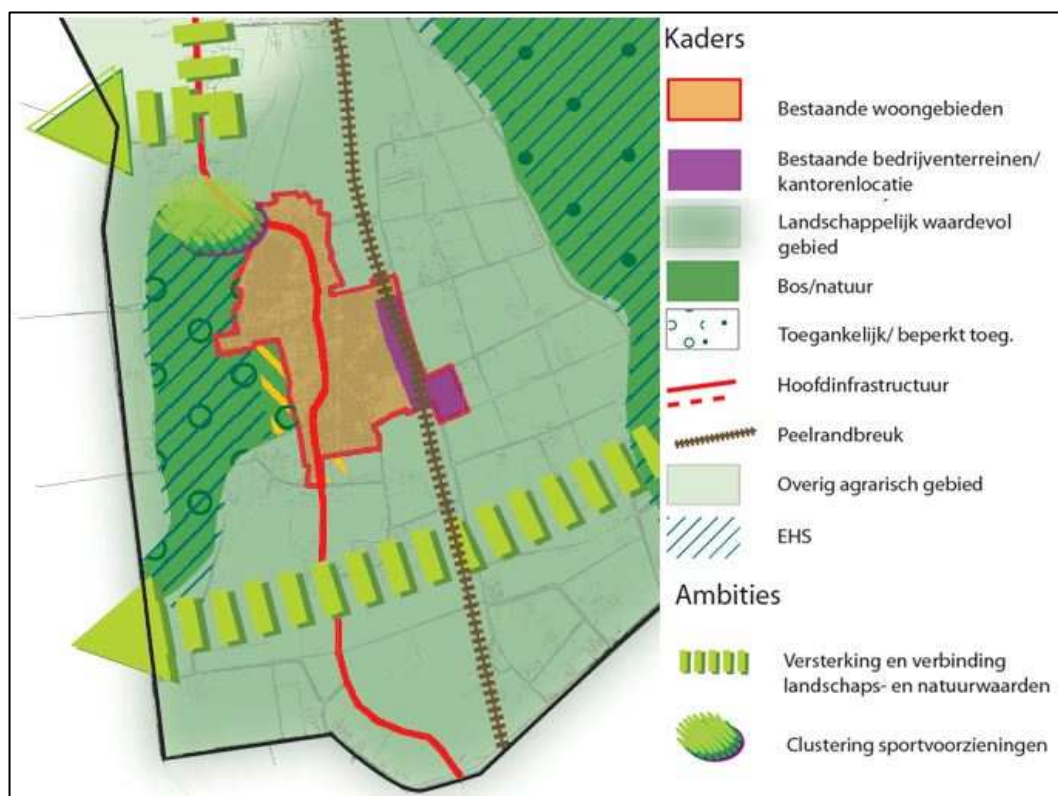 Kaders
Bestaande woongebieden
Bestaande bedrijventerreinen/
kantorenlocatie
Landschappelijk waardevol
gebied
Bos/natuur
Toegankelijk/ beperkt toeg.
Hoofdinfrastructuur
Peelrandbreuk
Overig agrarisch gebied
EHS
Ambities
Versterking en verbinding
landschaps- en natuurwaarden
Clustering sportvoorzieningen